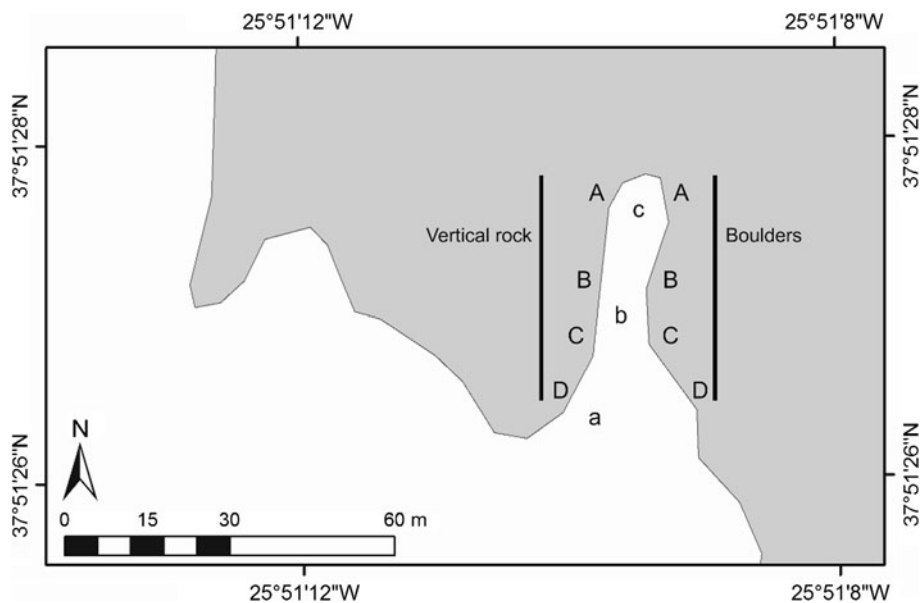 25°51'12"W 25°51'8"W
37°51'28"N 37°51'28"N
A A
c
Vertical rock Boulders
B B
b
C C
D D
a
N
37°51'26"N 37°51'26"N
0 15 30 60 m
25°51'12"W 25°51'8"W